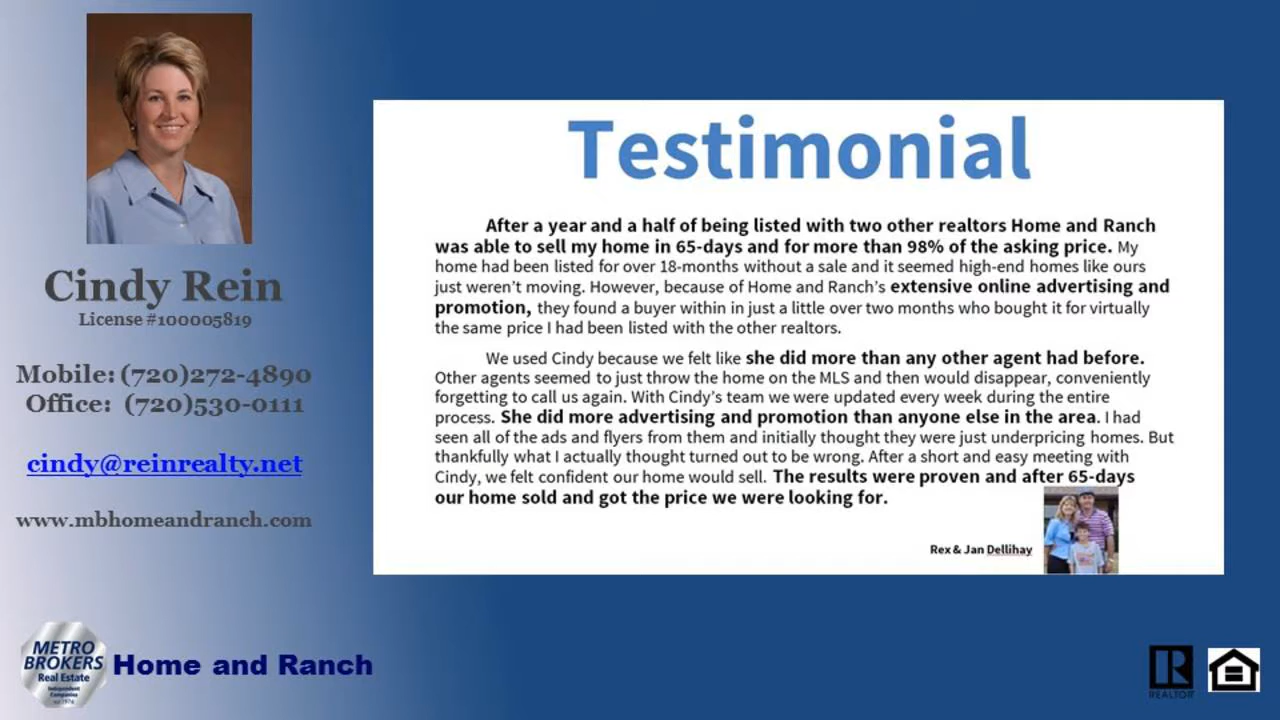 Cindy Rein
License #100005819
Mobile: (720)272-4890
Office: (720)530-0111
cindy@reinrealty.net
www.mbhomeandranch.com
METRO
BROKERS
Real Estate
Independent
Companies
est 1976
Home and Ranch
Testimonial
After a year and a half of being listed with two other realtors Home and Ranch
was able to sell my home in 65-days and for more than 98% of the asking price. My
home had been listed for over 18-months without a sale and it seemed high-end homes like ours
just weren't moving. However, because of Home and Ranch's extensive online advertising and
promotion, they found a buyer within in just a little over two months who bought it for virtually
the same price I had been listed with the other realtors.
We used Cindy because we felt like she did more than any other agent had before.
Other agents seemed to just throw the home on the MLS and then would disappear, conveniently
forgetting to call us again. With Cindy's team we were updated every week during the entire
process. She did more advertising and promotion than anyone else in the area. I had
seen all of the ads and flyers from them and initially thought they were just underpricing homes. But
thankfully what I actually thought turned out to be wrong. After a short and easy meeting with
Cindy, we felt confident our home would sell. The results were proven and after 65-days
our home sold and got the price we were looking for.
Rex & Jan Dellihay
R
REALTOR